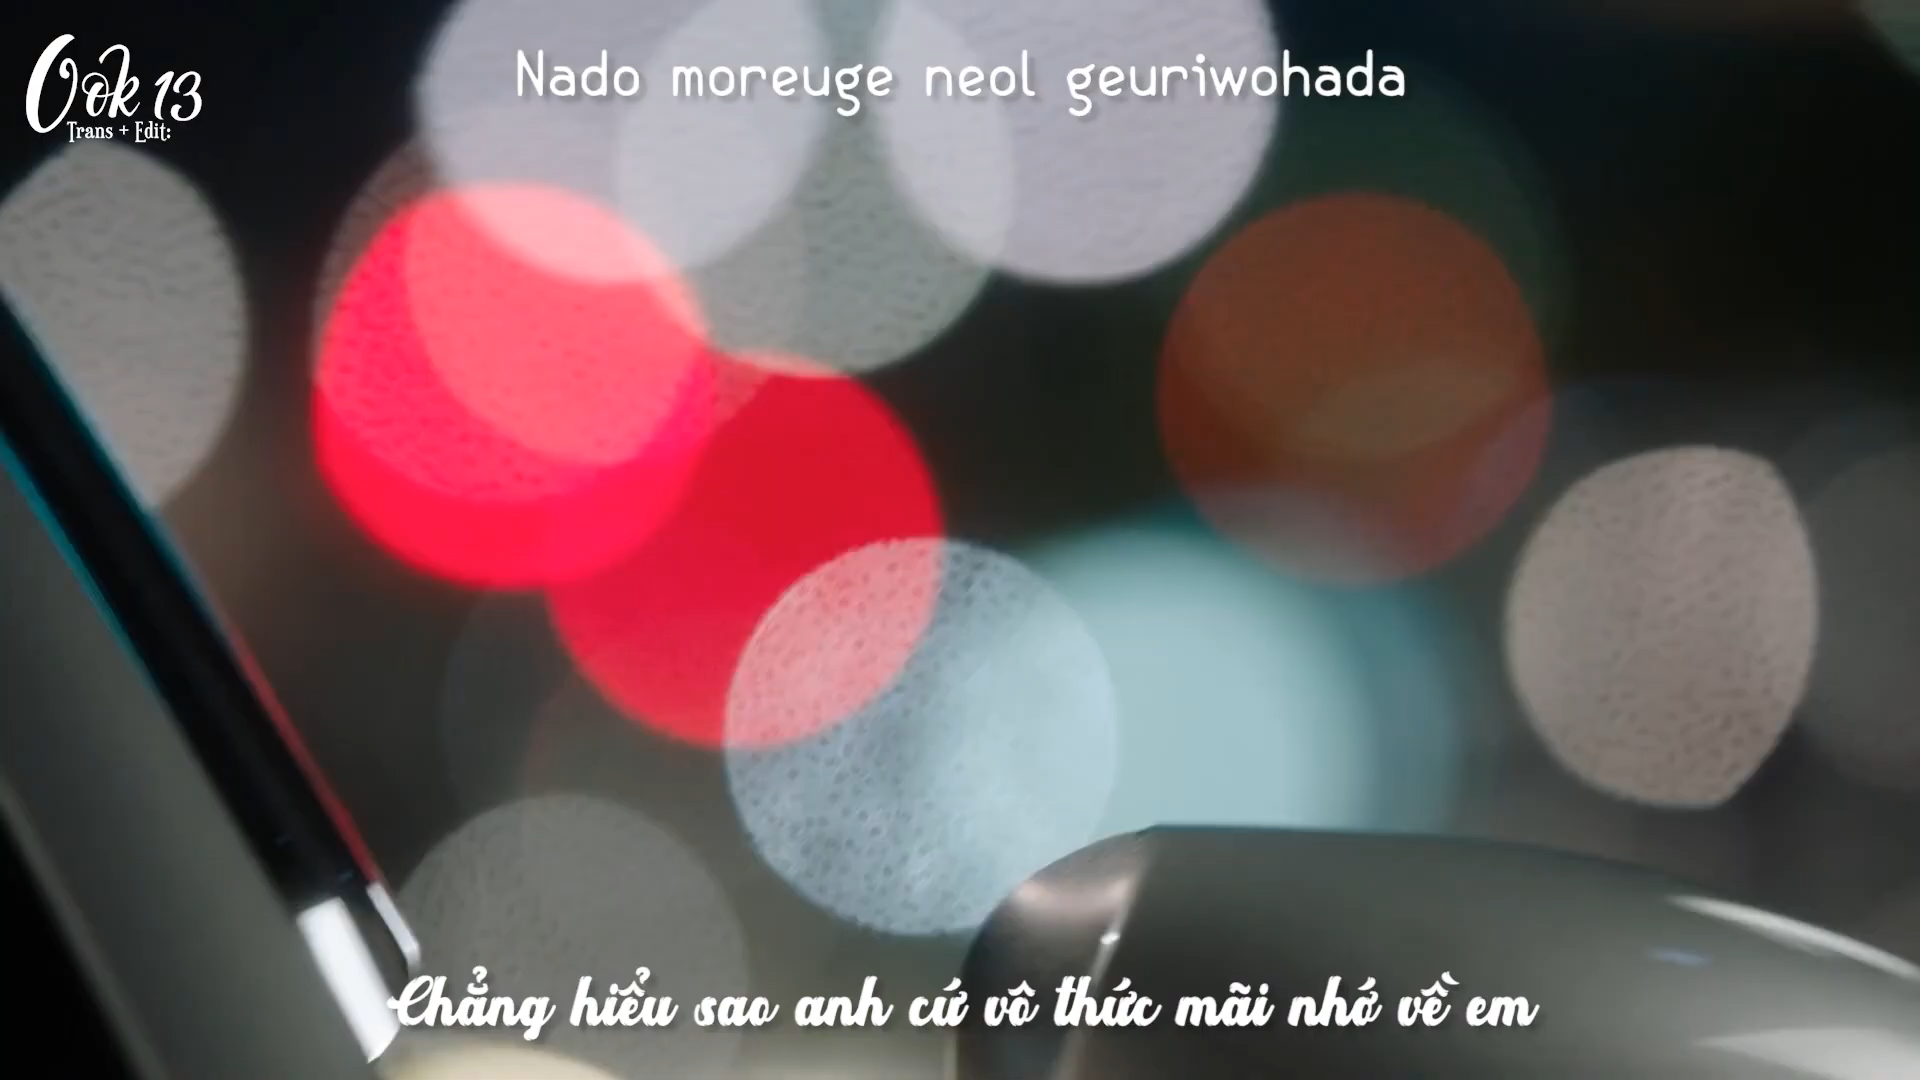 Ook 13
Trans + Edit:
Nado moreuge neol geuriwohada
Chẳng hiểu sao anh cứ vô thức mãi nhớ về em